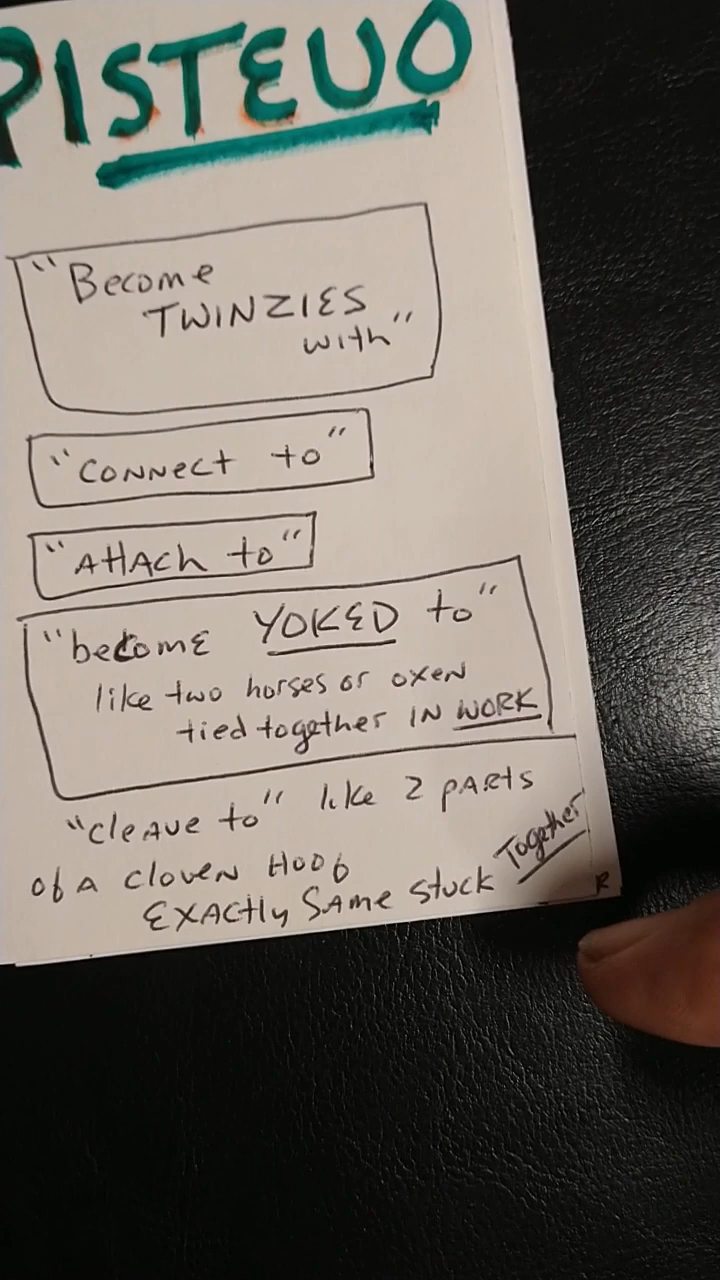 PISTEUO
"Become
TWINZIES
with"
"CONNect to"
"AttAch to"
"become YOKED to"
like two horses or oxen
tied together IN WORK
"cleAve to" like 2 pARts
of A cloveN Hoof
EXActly SAme stuck Together
R